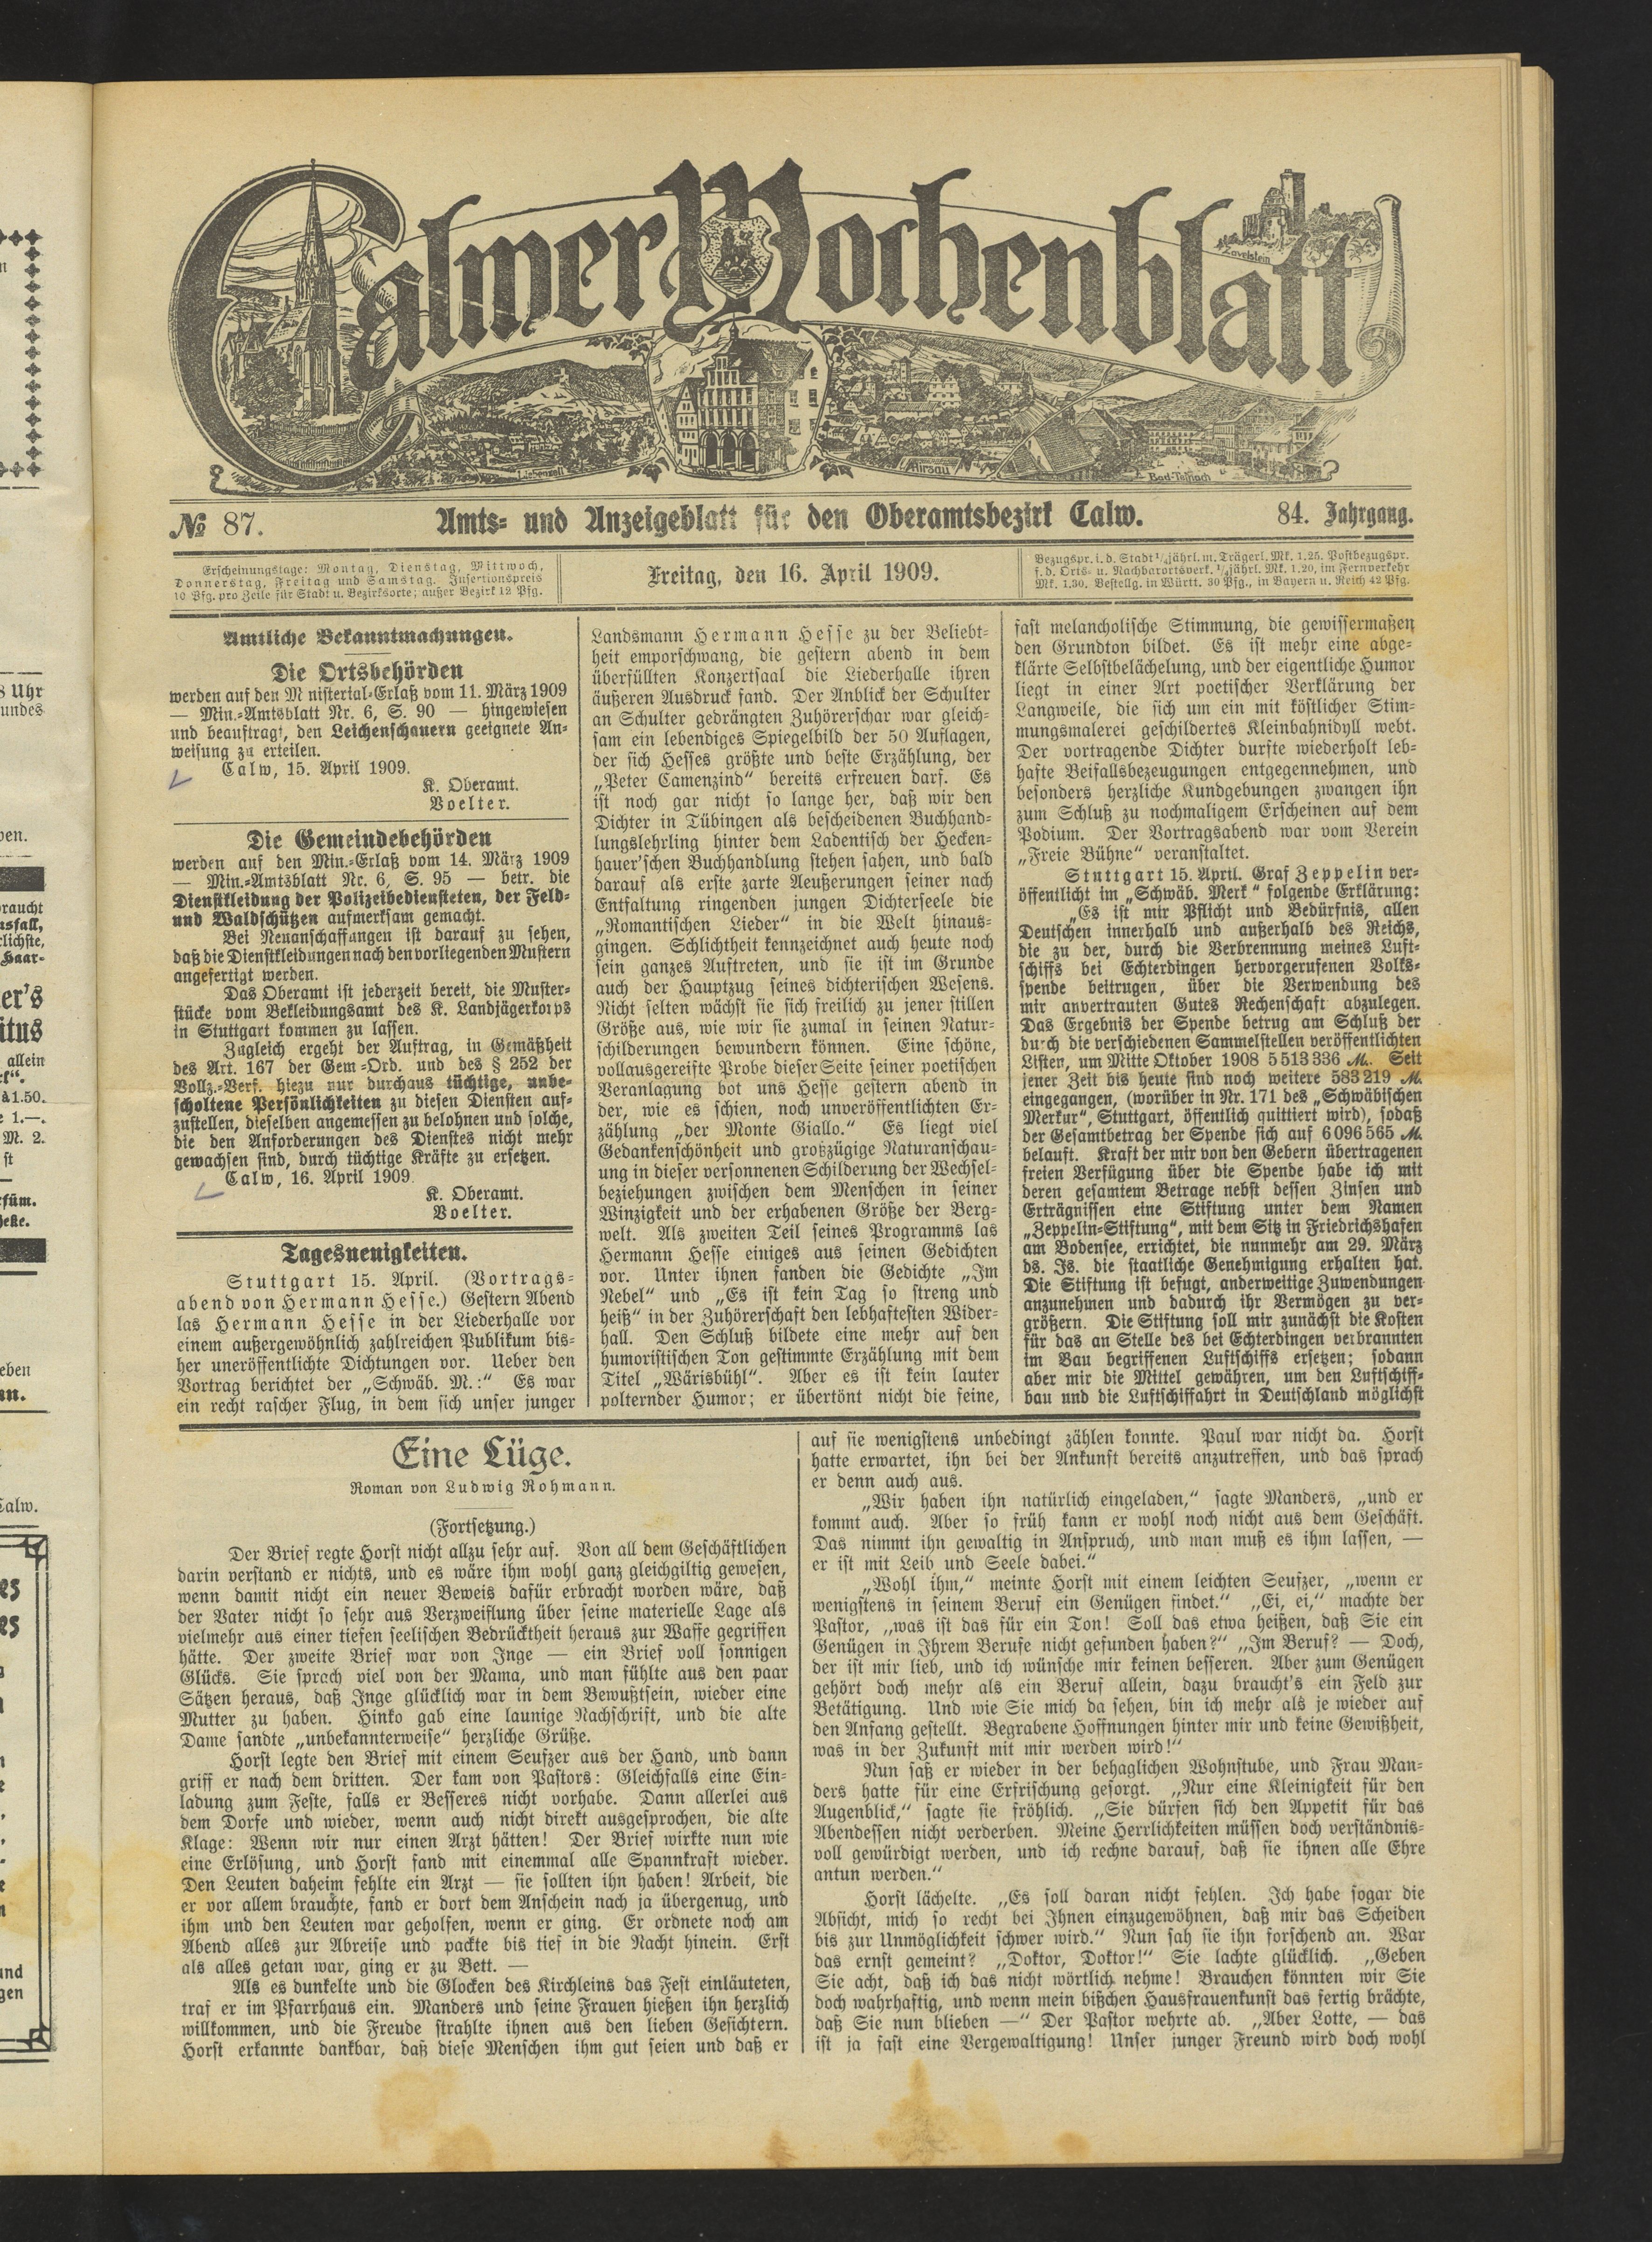 Calwer Wochenblatt
Zavelstein
Liebenzell
Hirsau
Bad-Teinach
№ 87.
Amts- und Anzeigeblatt für den Oberamtsbezirk Calw.
84. Jahrgang.
Erscheinungstage: Montag, Dienstag, Mittwoch,
Donnerstag, Freitag und Samstag. Insertionspreis
10 Pfg. pro Zeile für Stadt u. Bezirksorte; außer Bezirk 12 Pfg.
Freitag, den 16. April 1909.
Bezugspr. i. d. Stadt ¼jährl. m. Trägerl. Mk. 1.25. Postbezugspr.
f. d. Orts- u. Nachbarortsverk. ¼jährl. Mk. 1.20, im Fernverkehr
Mk. 1.30. Bestellg. in Württ. 30 Pfg., in Bayern u. Reich 42 Pfg.
Amtliche Bekanntmachungen.
Die Ortsbehörden
werden auf den M nisterial-Erlaß vom 11. März 1909
— Min.-Amtsblatt Nr. 6, S. 90 — hingewiesen
und beauftragt, den Leichenschauern geeignete An-
weisung zu erteilen.
Calw, 15. April 1909.
K. Oberamt.
Voelter.
Die Gemeindebehörden
werden auf den Min.-Erlaß vom 14. März 1909
— Min.-Amtsblatt Nr. 6, S. 95 — betr. die
Dienstkleidung der Polizeibediensteten, der Feld-
und Waldschützen aufmerksam gemacht.
Bei Neuanschaffungen ist darauf zu sehen,
daß die Dienstkleidungen nach den vorliegenden Mustern
angefertigt werden.
Das Oberamt ist jederzeit bereit, die Muster-
stücke vom Bekleidungsamt des K. Landjägerkorps
in Stuttgart kommen zu lassen.
Zugleich ergeht der Auftrag, in Gemäßheit
des Art. 167 der Gem-Ord. und des § 252 der
Vollz.-Verf. hiezu nur durchaus tüchtige, unbe-
scholtene Persönlichkeiten zu diesen Diensten auf-
zustellen, dieselben angemessen zu belohnen und solche,
die den Anforderungen des Dienstes nicht mehr
gewachsen sind, durch tüchtige Kräfte zu ersetzen.
Calw, 16. April 1909.
K. Oberamt.
Voelter.
Tagesneuigkeiten.
Stuttgart 15. April. (Vortrags-
abend von Hermann Hesse.) Gestern Abend
las Hermann Hesse in der Liederhalle vor
einem außergewöhnlich zahlreichen Publikum bis-
her uneröffentlichte Dichtungen vor. Ueber den
Vortrag berichtet der „Schwäb. M.:“ Es war
ein recht rascher Flug, in dem sich unser junger
Landsmann Hermann Hesse zu der Beliebt-
heit emporschwang, die gestern abend in dem
überfüllten Konzertsaal die Liederhalle ihren
äußeren Ausdruck fand. Der Anblick der Schulter
an Schulter gedrängten Zuhörerschar war gleich-
sam ein lebendiges Spiegelbild der 50 Auflagen,
der sich Hesses größte und beste Erzählung, der
„Peter Camenzind“ bereits erfreuen darf. Es
ist noch gar nicht so lange her, daß wir den
Dichter in Tübingen als bescheidenen Buchhand-
lungslehrling hinter dem Ladentisch der Hecken-
hauer’schen Buchhandlung stehen sahen, und bald
darauf als erste zarte Aeußerungen seiner nach
Entfaltung ringenden jungen Dichterseele die
„Romantischen Lieder“ in die Welt hinaus-
gingen. Schlichtheit kennzeichnet auch heute noch
sein ganzes Auftreten, und sie ist im Grunde
auch der Hauptzug seines dichterischen Wesens.
Nicht selten wächst sie sich freilich zu jener stillen
Größe aus, wie wir sie zumal in seinen Natur-
schilderungen bewundern können. Eine schöne,
vollausgereifte Probe dieser Seite seiner poetischen
Veranlagung bot uns Hesse gestern abend in
der, wie es schien, noch unveröffentlichten Er-
zählung „der Monte Giallo.“ Es liegt viel
Gedankenschönheit und großzügige Naturanschau-
ung in dieser versonnenen Schilderung der Wechsel-
beziehungen zwischen dem Menschen in seiner
Winzigkeit und der erhabenen Größe der Berg-
welt. Als zweiten Teil seines Programms las
Hermann Hesse einiges aus seinen Gedichten
vor. Unter ihnen fanden die Gedichte „Im
Nebel“ und „Es ist kein Tag so streng und
heiß“ in der Zuhörerschaft den lebhaftesten Wider-
hall. Den Schluß bildete eine mehr auf den
humoristischen Ton gestimmte Erzählung mit dem
Titel „Wärisbühl“. Aber es ist kein lauter
polternder Humor; er übertönt nicht die feine,
fast melancholische Stimmung, die gewissermaßen
den Grundton bildet. Es ist mehr eine abge-
klärte Selbstbelächelung, und der eigentliche Humor
liegt in einer Art poetischer Verklärung der
Langweile, die sich um ein mit köstlicher Stim-
mungsmalerei geschildertes Kleinbahnidyll webt.
Der vortragende Dichter durfte wiederholt leb-
hafte Beifallsbezeugungen entgegennehmen, und
besonders herzliche Kundgebungen zwangen ihn
zum Schluß zu nochmaligem Erscheinen auf dem
Podium. Der Vortragsabend war vom Verein
„Freie Bühne“ veranstaltet.
Stuttgart 15. April. Graf Zeppelin ver-
öffentlicht im „Schwäb. Merk“ folgende Erklärung:
„Es ist mir Pflicht und Bedürfnis, allen
Deutschen innerhalb und außerhalb des Reichs,
die zu der, durch die Verbrennung meines Luft-
schiffs bei Echterdingen hervorgerufenen Volks-
spende beitrugen, über die Verwendung des
mir anvertrauten Gutes Rechenschaft abzulegen.
Das Ergebnis der Spende betrug am Schluß der
durch die verschiedenen Sammelstellen veröffentlichten
Listen, um Mitte Oktober 1908 5 513 336 M. Seit
jener Zeit bis heute sind noch weitere 583 219 M.
eingegangen, (worüber in Nr. 171 des „Schwäbischen
Merkur“, Stuttgart, öffentlich quittiert wird), sodaß
der Gesamtbetrag der Spende sich auf 6 096 565 M.
belauft. Kraft der mir von den Gebern übertragenen
freien Verfügung über die Spende habe ich mit
deren gesamtem Betrage nebst dessen Zinsen und
Erträgnissen eine Stiftung unter dem Namen
„Zeppelin-Stiftung“, mit dem Sitz in Friedrichshafen
am Bodensee, errichtet, die nunmehr am 29. März
ds. Js. die staatliche Genehmigung erhalten hat.
Die Stiftung ist befugt, anderweitige Zuwendungen
anzunehmen und dadurch ihr Vermögen zu ver-
größern. Die Stiftung soll mir zunächst die Kosten
für das an Stelle des bei Echterdingen verbrannten
im Bau begriffenen Luftschiffs ersetzen; sodann
aber mir die Mittel gewähren, um den Luftschiff-
bau und die Luftschiffahrt in Deutschland möglichst
Eine Lüge.
Roman von Ludwig Rohmann.
(Fortsetzung.)
Der Brief regte Horst nicht allzu sehr auf. Von all dem Geschäftlichen
darin verstand er nichts, und es wäre ihm wohl ganz gleichgiltig gewesen,
wenn damit nicht ein neuer Beweis dafür erbracht worden wäre, daß
der Vater nicht so sehr aus Verzweiflung über seine materielle Lage als
vielmehr aus einer tiefen seelischen Bedrücktheit heraus zur Waffe gegriffen
hätte. Der zweite Brief war von Inge — ein Brief voll sonnigen
Glücks. Sie sprach viel von der Mama, und man fühlte aus den paar
Sätzen heraus, daß Inge glücklich war in dem Bewußtsein, wieder eine
Mutter zu haben. Hinko gab eine launige Nachschrift, und die alte
Dame sandte „unbekannterweise“ herzliche Grüße.
Horst legte den Brief mit einem Seufzer aus der Hand, und dann
griff er nach dem dritten. Der kam von Pastors: Gleichfalls eine Ein-
ladung zum Feste, falls er Besseres nicht vorhabe. Dann allerlei aus
dem Dorfe und wieder, wenn auch nicht direkt ausgesprochen, die alte
Klage: Wenn wir nur einen Arzt hätten! Der Brief wirkte nun wie
eine Erlösung, und Horst fand mit einemmal alle Spannkraft wieder.
Den Leuten daheim fehlte ein Arzt — sie sollten ihn haben! Arbeit, die
er vor allem brauchte, fand er dort dem Anschein nach ja übergenug, und
ihm und den Leuten war geholfen, wenn er ging. Er ordnete noch am
Abend alles zur Abreise und packte bis tief in die Nacht hinein. Erst
als alles getan war, ging er zu Bett. —
Als es dunkelte und die Glocken des Kirchleins das Fest einläuteten,
traf er im Pfarrhaus ein. Manders und seine Frauen hießen ihn herzlich
willkommen, und die Freude strahlte ihnen aus den lieben Gesichtern.
Horst erkannte dankbar, daß diese Menschen ihm gut seien und daß er
auf sie wenigstens unbedingt zählen konnte. Paul war nicht da. Horst
hatte erwartet, ihn bei der Ankunft bereits anzutreffen, und das sprach
er denn auch aus.
„Wir haben ihn natürlich eingeladen,“ sagte Manders, „und er
kommt auch. Aber so früh kann er wohl noch nicht aus dem Geschäft.
Das nimmt ihn gewaltig in Anspruch, und man muß es ihm lassen, —
er ist mit Leib und Seele dabei.“
„Wohl ihm,“ meinte Horst mit einem leichten Seufzer, „wenn er
wenigstens in seinem Beruf ein Genügen findet.“ „Ei, ei,“ machte der
Pastor, „was ist das für ein Ton! Soll das etwa heißen, daß Sie ein
Genügen in Ihrem Berufe nicht gefunden haben?“ „Im Beruf? — Doch,
der ist mir lieb, und ich wünsche mir keinen besseren. Aber zum Genügen
gehört doch mehr als ein Beruf allein, dazu braucht’s ein Feld zur
Betätigung. Und wie Sie mich da sehen, bin ich mehr als je wieder auf
den Anfang gestellt. Begrabene Hoffnungen hinter mir und keine Gewißheit,
was in der Zukunft mit mir werden wird!“
Nun saß er wieder in der behaglichen Wohnstube, und Frau Man-
ders hatte für eine Erfrischung gesorgt. „Nur eine Kleinigkeit für den
Augenblick,“ sagte sie fröhlich. „Sie dürfen sich den Appetit für das
Abendessen nicht verderben. Meine Herrlichkeiten müssen doch verständnis-
voll gewürdigt werden, und ich rechne darauf, daß sie ihnen alle Ehre
antun werden.“
Horst lächelte. „Es soll daran nicht fehlen. Ich habe sogar die
Absicht, mich so recht bei Ihnen einzugewöhnen, daß mir das Scheiden
bis zur Unmöglichkeit schwer wird.“ Nun sah sie ihn forschend an. War
das ernst gemeint? „Doktor, Doktor!“ Sie lachte glücklich. „Geben
Sie acht, daß ich das nicht wörtlich nehme! Brauchen könnten wir Sie
doch wahrhaftig, und wenn mein bißchen Hausfrauenkunst das fertig brächte,
daß Sie nun blieben —“ Der Pastor wehrte ab. „Aber Lotte, — das
ist ja fast eine Vergewaltigung! Unser junger Freund wird doch wohl